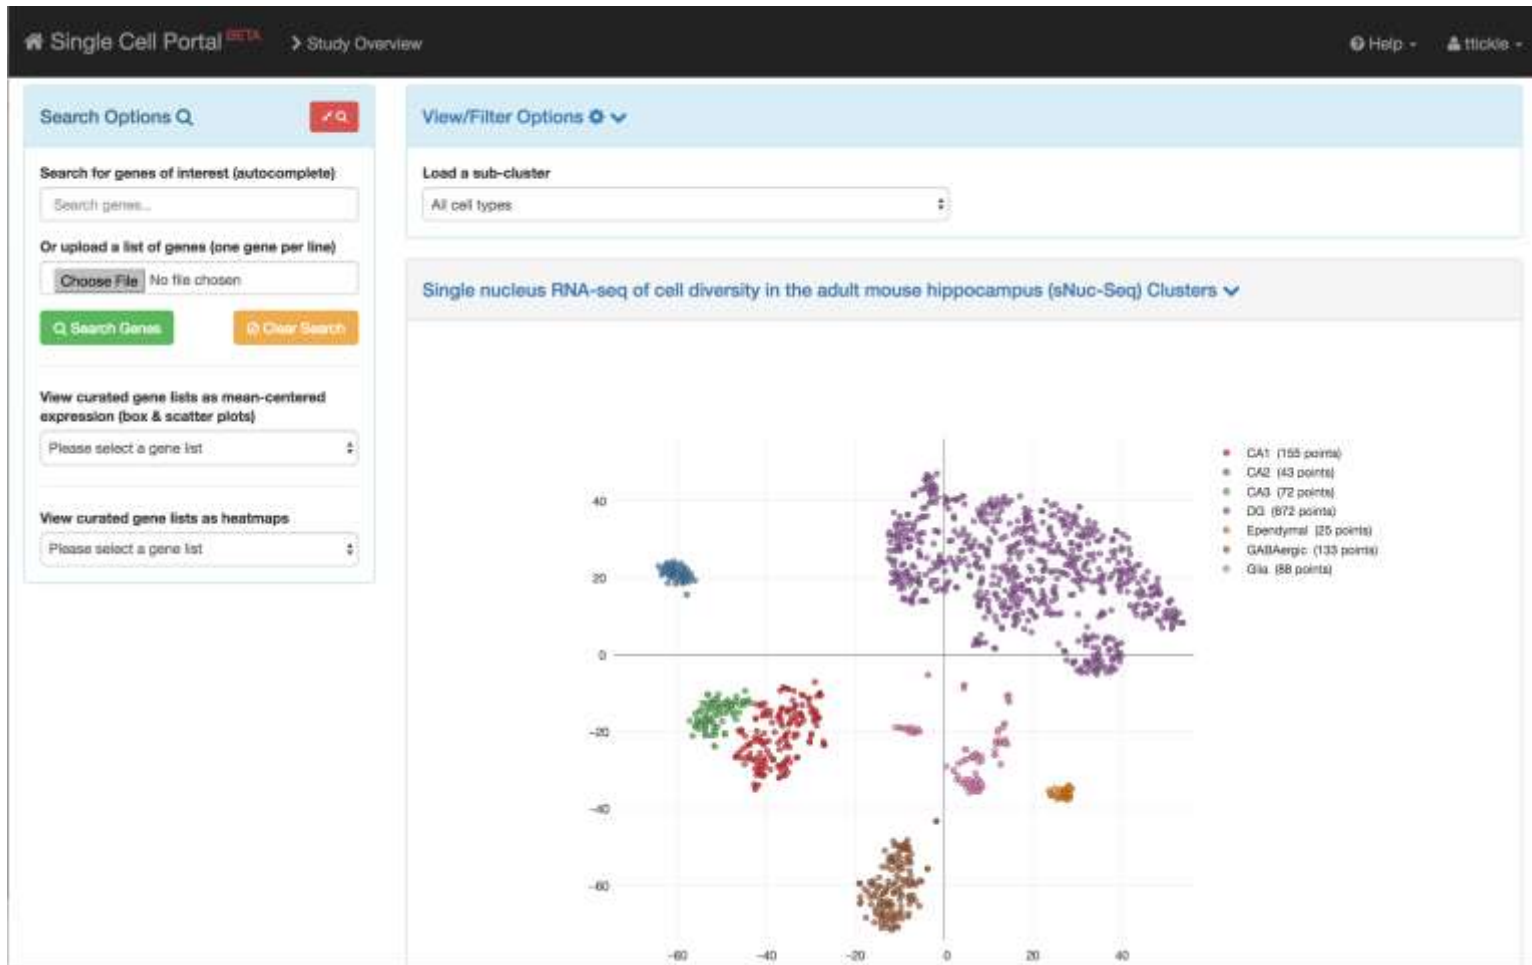 Single Cell Portal BETA
Study Overview
Help
ttickle
Search Options
Search for genes of interest (autocomplete)
Search genes...
Or upload a list of genes (one gene per line)
Choose File No file chosen
Search Genes
Clear Search
View curated gene lists as mean-centered
expression (box & scatter plots)
Please select a gene list
View curated gene lists as heatmaps
Please select a gene list
View/Filter Options
Load a sub-cluster
All cell types
Single nucleus RNA-seq of cell diversity in the adult mouse hippocampus (sNuc-Seq) Clusters
40
20
0
-20
-40
-60
-60 -40 -20 0 20 40
CA1 (155 points)
CA2 (43 points)
CA3 (72 points)
DG (872 points)
Ependymal (25 points)
GABAergic (133 points)
Glia (88 points)